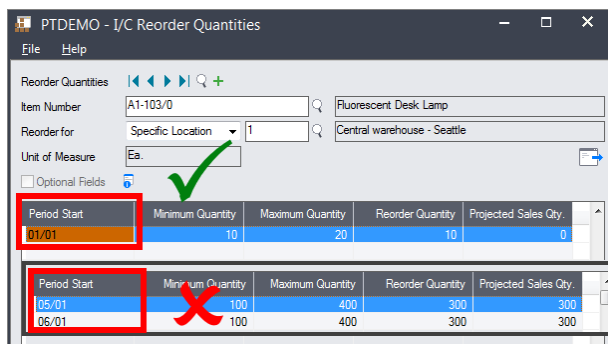 PTDEMO - I/C Reorder Quantities
File Help
Reorder Quantities
Item Number A1-103/0 Fluorescent Desk Lamp
Reorder for Specific Location 1 Central warehouse - Seattle
Unit of Measure Ea.
Optional Fields
Period Start Minimum Quantity Maximum Quantity Reorder Quantity Projected Sales Qty.
01/01 10 20 10 0
Period Start Minimum Quantity Maximum Quantity Reorder Quantity Projected Sales Qty.
05/01 100 400 300 300
06/01 100 400 300 300